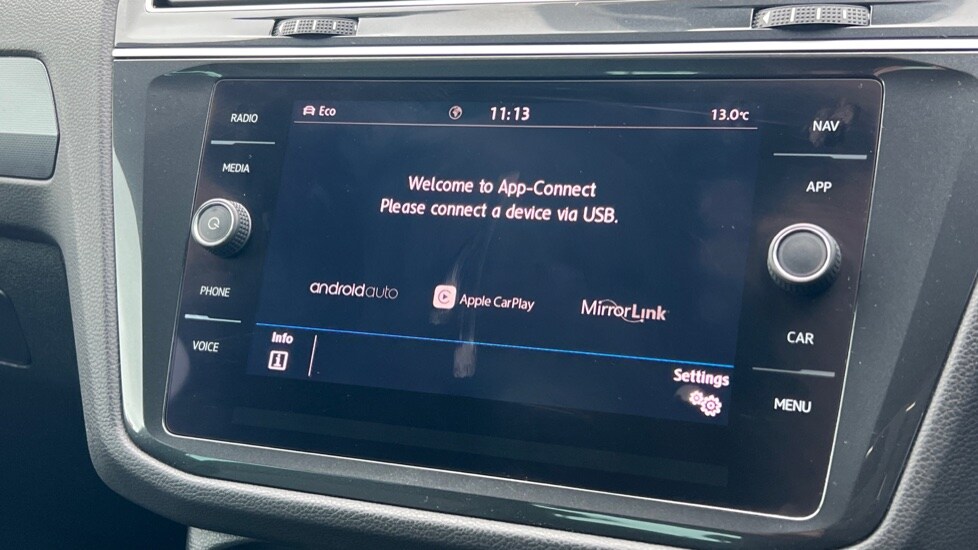 RADIO
MEDIA
PHONE
VOICE
Eco 11:13 13.0°C
Welcome to App-Connect
Please connect a device via USB.
androidauto Apple CarPlay MirrorLink
Info
i
Settings
NAV
APP
CAR
MENU